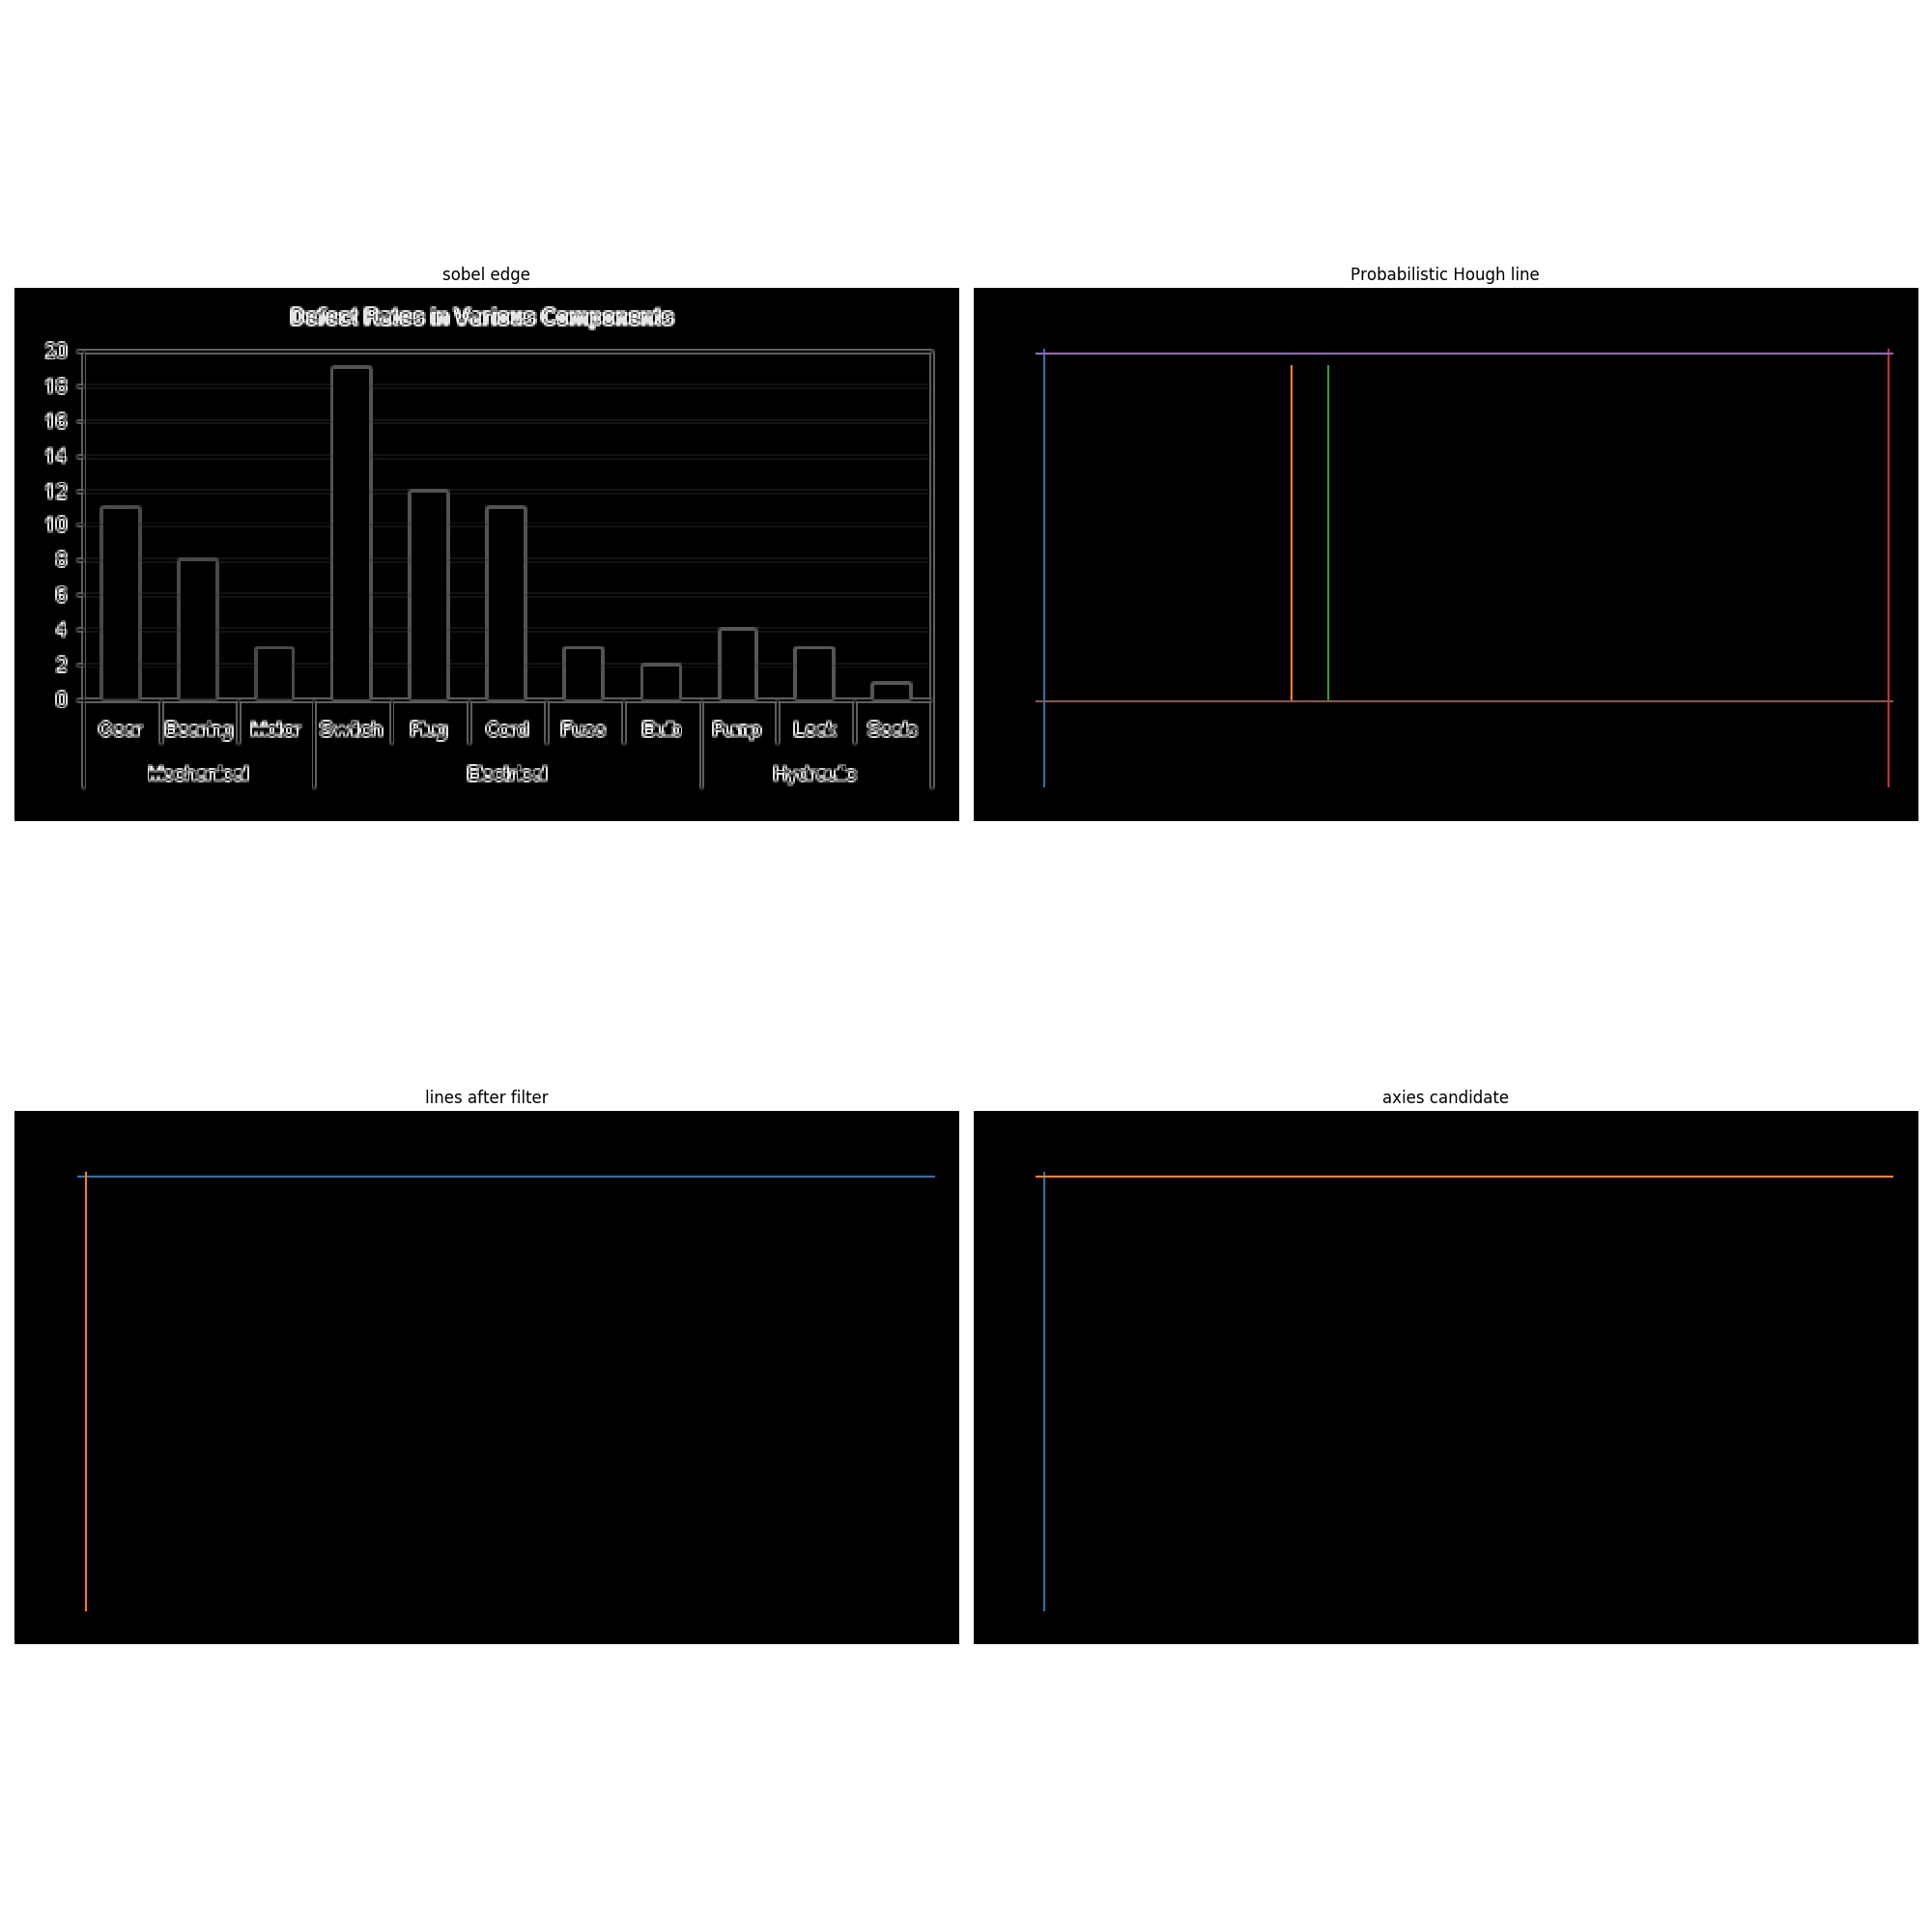 sobel edge
Probabilistic Hough line
Defect Rates in Various Components
20
18
16
14
12
10
8
6
4
2
0
Gear Bearing Motor Switch Plug Cord Fuse Bulb Pump Leak Seals
Mechanical Electrical Hydraulic
lines after filter
axies candidate